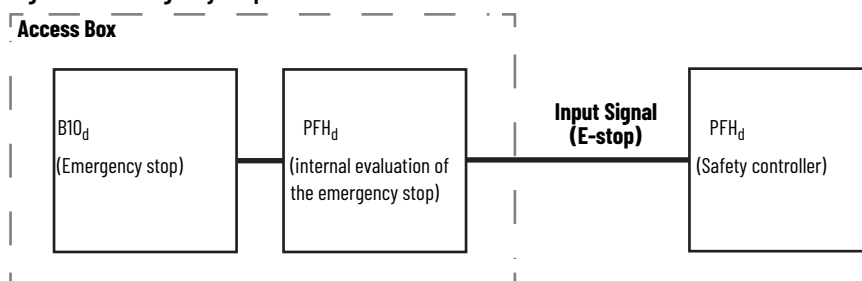 Access Box
B10d
(Emergency stop)
PFHd
(internal evaluation of
the emergency stop)
Input Signal
(E-stop)
PFHd
(Safety controller)